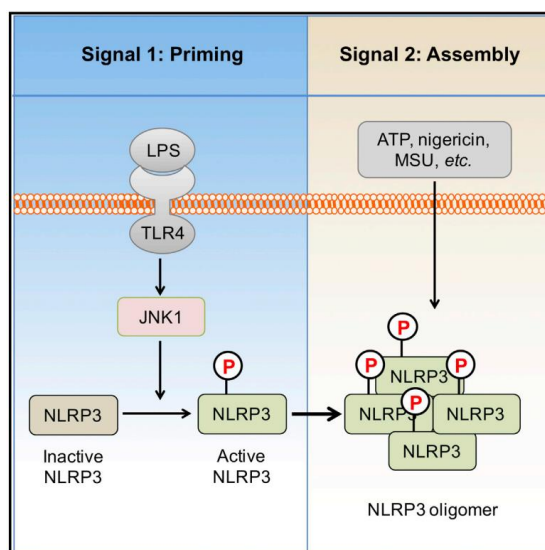 Signal 1: Priming
Signal 2: Assembly
LPS
TLR4
JNK1
P
NLRP3
NLRP3
Inactive
NLRP3
Active
NLRP3
ATP, nigericin,
MSU, etc.
P
P
P
P
NLRP3
NLRP3
NLRP3
NLRP3
NLRP3 oligomer